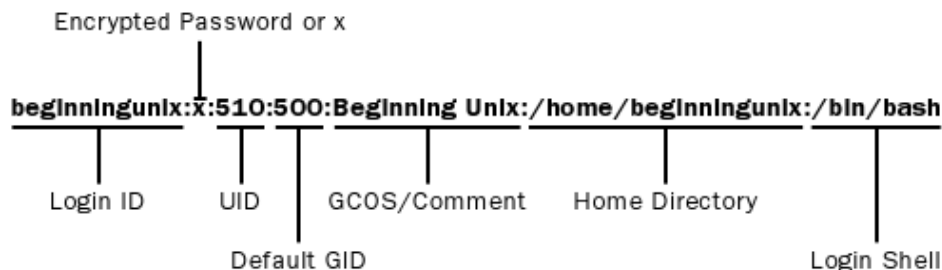 Encrypted Password or x
beginningunix:x:510:500:Beginning Unix:/home/beginningunix:/bin/bash
Login ID UID GCOS/Comment Home Directory
Default GID Login Shell